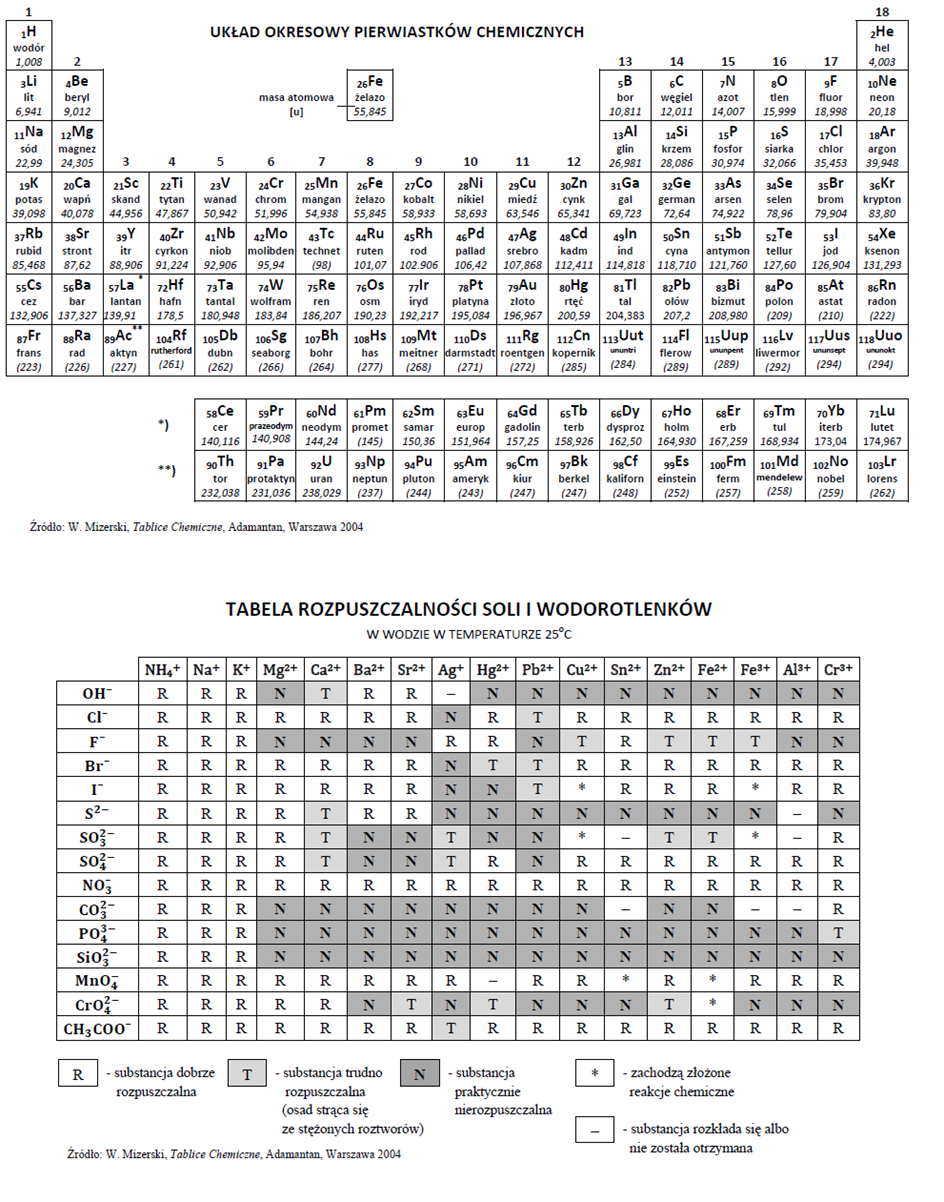 1 18
UKŁAD OKRESOWY PIERWIASTKÓW CHEMICZNYCH
₁H ₂He
wodór hel
1,008 2 13 14 15 16 17 4,003
₃Li ₄Be ₂₆Fe ₅B ₆C ₇N ₈O ₉F ₁₀Ne
lit beryl masa atomowa żelazo bor węgiel azot tlen fluor neon
6,941 9,012 [u] 55,845 10,811 12,011 14,007 15,999 18,998 20,18
₁₁Na ₁₂Mg ₁₃Al ₁₄Si ₁₅P ₁₆S ₁₇Cl ₁₈Ar
sód magnez glin krzem fosfor siarka chlor argon
22,99 24,305 3 4 5 6 7 8 9 10 11 12 26,981 28,086 30,974 32,066 35,453 39,948
₁₉K ₂₀Ca ₂₁Sc ₂₂Ti ₂₃V ₂₄Cr ₂₅Mn ₂₆Fe ₂₇Co ₂₈Ni ₂₉Cu ₃₀Zn ₃₁Ga ₃₂Ge ₃₃As ₃₄Se ₃₅Br ₃₆Kr
potas wapń skand tytan wanad chrom mangan żelazo kobalt nikiel miedź cynk gal german arsen selen brom krypton
39,098 40,078 44,956 47,867 50,942 51,996 54,938 55,845 58,933 58,693 63,546 65,341 69,723 72,64 74,922 78,96 79,904 83,80
₃₇Rb ₃₈Sr ₃₉Y ₄₀Zr ₄₁Nb ₄₂Mo ₄₃Tc ₄₄Ru ₄₅Rh ₄₆Pd ₄₇Ag ₄₈Cd ₄₉In ₅₀Sn ₅₁Sb ₅₂Te ₅₃I ₅₄Xe
rubid stront itr cyrkon niob molibden technet ruten rod pallad srebro kadm ind cyna antymon tellur jod ksenon
85,468 87,62 88,906 91,224 92,906 95,94 (98) 101,07 102.906 106,42 107,868 112,411 114,818 118,710 121,760 127,60 126,904 131,293
₅₅Cs ₅₆Ba ₅₇La * ₇₂Hf ₇₃Ta ₇₄W ₇₅Re ₇₆Os ₇₇Ir ₇₈Pt ₇₉Au ₈₀Hg ₈₁Tl ₈₂Pb ₈₃Bi ₈₄Po ₈₅At ₈₆Rn
cez bar lantan hafn tantal wolfram ren osm iryd platyna złoto rtęć tal ołów bizmut polon astat radon
132,906 137,327 139,91 178,5 180,948 183,84 186,207 190,23 192,217 195,084 196,967 200,59 204,383 207,2 208,980 (209) (210) (222)
₈₇Fr ₈₈Ra ₈₉Ac** ₁₀₄Rf ₁₀₅Db ₁₀₆Sg ₁₀₇Bh ₁₀₈Hs ₁₀₉Mt ₁₁₀Ds ₁₁₁Rg ₁₁₂Cn ₁₁₃Uut ₁₁₄Fl ₁₁₅Uup ₁₁₆Lv ₁₁₇Uus ₁₁₈Uuo
frans rad aktyn rutherford dubn seaborg bohr has meitner darmstadt roentgen kopernik ununtri flerow ununpent liwermor ununsept ununokt
(223) (226) (227) (261) (262) (266) (264) (277) (268) (271) (272) (285) (284) (289) (289) (292) (294) (294)
₅₈Ce ₅₉Pr ₆₀Nd ₆₁Pm ₆₂Sm ₆₃Eu ₆₄Gd ₆₅Tb ₆₆Dy ₆₇Ho ₆₈Er ₆₉Tm ₇₀Yb ₇₁Lu
*) cer prazeodym neodym promet samar europ gadolin terb dysproz holm erb tul iterb lutet
140,116 140,908 144,24 (145) 150,36 151,964 157,25 158,926 162,50 164,930 167,259 168,934 173,04 174,967
₉₀Th ₉₁Pa ₉₂U ₉₃Np ₉₄Pu ₉₅Am ₉₆Cm ₉₇Bk ₉₈Cf ₉₉Es ₁₀₀Fm ₁₀₁Md ₁₀₂No ₁₀₃Lr
**) tor protaktyn uran neptun pluton ameryk kiur berkel kaliforn einstein ferm mendelew nobel lorens
232,038 231,036 238,029 (237) (244) (243) (247) (247) (248) (252) (257) (258) (259) (262)
Źródło: W. Mizerski, Tablice Chemiczne, Adamantan, Warszawa 2004
TABELA ROZPUSZCZALNOŚCI SOLI I WODOROTLENKÓW
W WODZIE W TEMPERATURZE 25°C
NH₄⁺ Na⁺ K⁺ Mg²⁺ Ca²⁺ Ba²⁺ Sr²⁺ Ag⁺ Hg²⁺ Pb²⁺ Cu²⁺ Sn²⁺ Zn²⁺ Fe²⁺ Fe³⁺ Al³⁺ Cr³⁺
OH⁻ R R R N T R R – N N N N N N N N N
Cl⁻ R R R R R R R N R T R R R R R R R
F⁻ R R R N N N N R R N T R T T T N N
Br⁻ R R R R R R R N T T R R R R R R R
I⁻ R R R R R R R N N T * R R R * R R
S²⁻ R R R R T R R N N N N N N N N – N
SO₃²⁻ R R R R T N N T N N * – T T * – R
SO₄²⁻ R R R R T N N T R N R R R R R R R
NO₃ R R R R R R R R R R R R R R R R R
CO₃²⁻ R R R N N N N N N N N – N N – – R
PO₄³⁻ R R R N N N N N N N N N N N N N T
SiO₃²⁻ R R R N N N N N N N N N N N N N N
MnO₄⁻ R R R R R R R R – R R * R * R R R
CrO₄²⁻ R R R R R N T N T N N N T * N N N
CH₃COO⁻ R R R R R R R T R R R R R R R R R
R - substancja dobrze rozpuszczalna
T - substancja trudno rozpuszczalna (osad strąca się ze stężonych roztworów)
N - substancja praktycznie nierozpuszczalna
* - zachodzą złożone reakcje chemiczne
– - substancja rozkłada się albo nie została otrzymana
Źródło: W. Mizerski, Tablice Chemiczne, Adamantan, Warszawa 2004